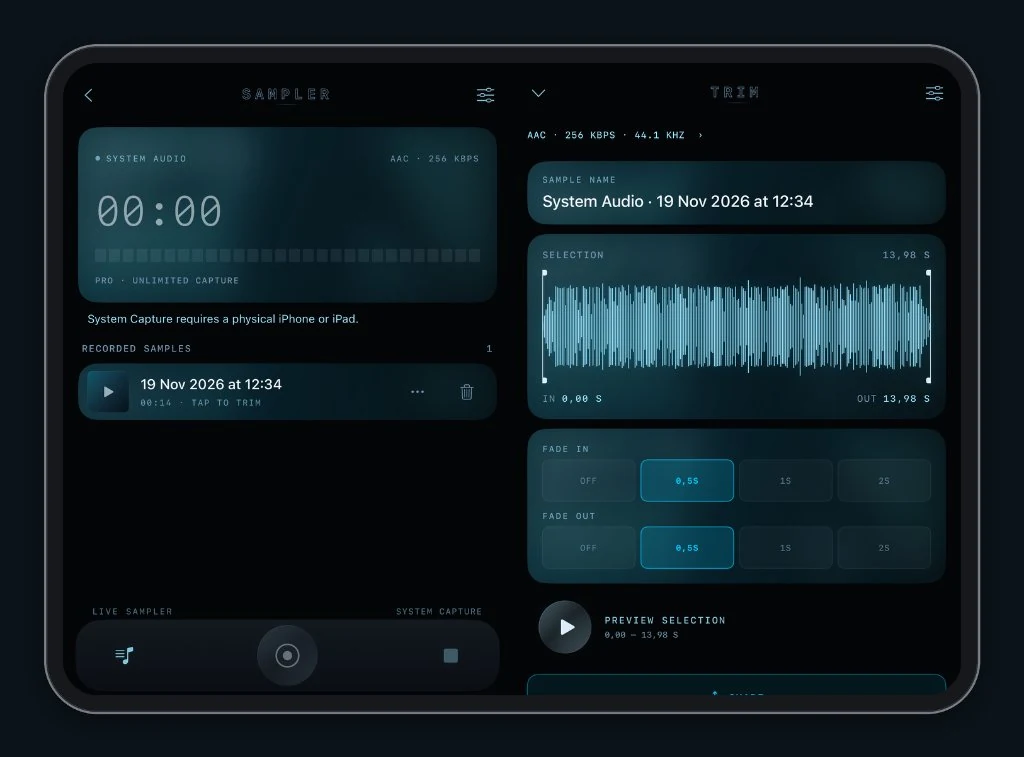 SAMPLER
SYSTEM AUDIO
AAC · 256 KBPS
00:00
PRO · UNLIMITED CAPTURE
System Capture requires a physical iPhone or iPad.
RECORDED SAMPLES
1
19 Nov 2026 at 12:34
00:14 · TAP TO TRIM
LIVE SAMPLER
SYSTEM CAPTURE
TRIM
AAC · 256 KBPS · 44.1 KHZ ›
SAMPLE NAME
System Audio · 19 Nov 2026 at 12:34
SELECTION
13,98 S
IN 0,00 S
OUT 13,98 S
FADE IN
OFF
0,5S
1S
2S
FADE OUT
OFF
0,5S
1S
2S
PREVIEW SELECTION
0,00 – 13,98 S